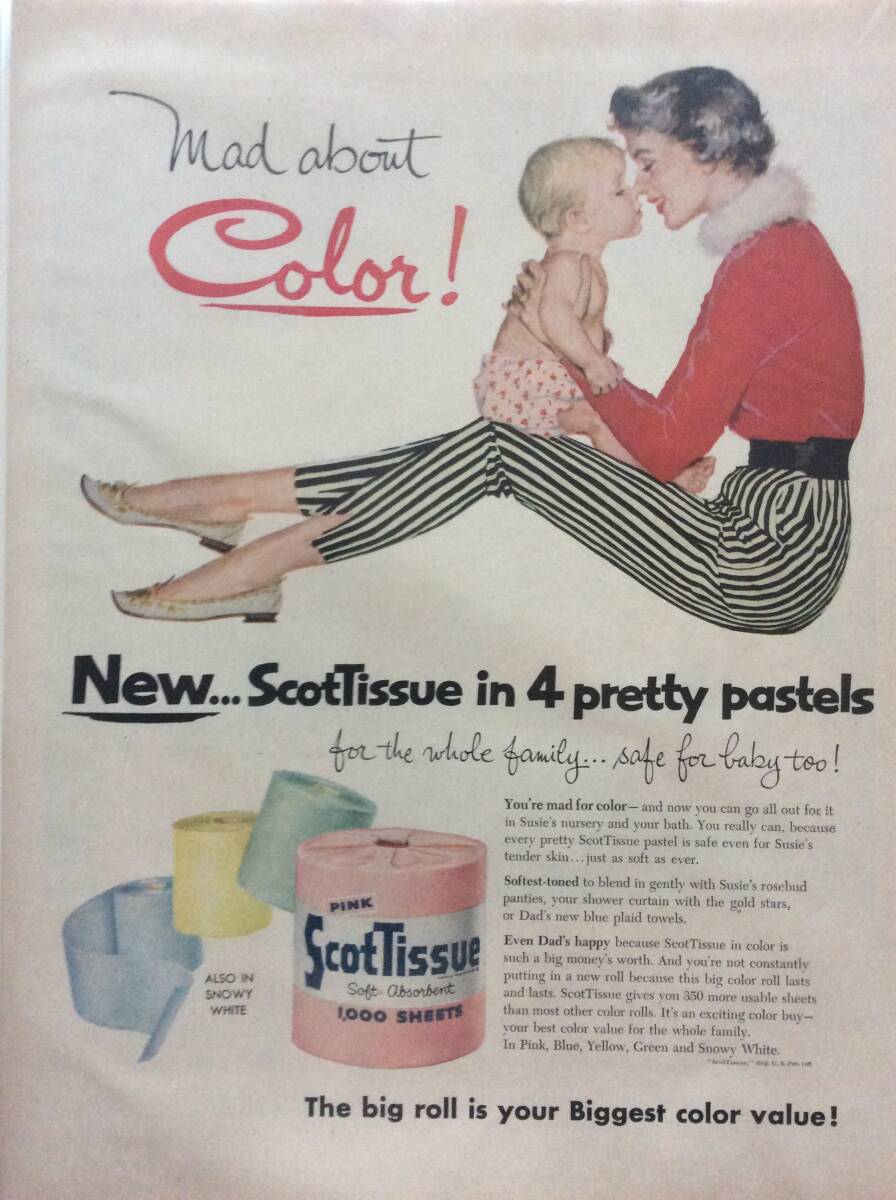 Mad about
Color!
New... ScotTissue in 4 pretty pastels
for the whole family... safe for baby too!
You're mad for color—and now you can go all out for it
in Susie's nursery and your bath. You really can, because
every pretty ScotTissue pastel is safe even for Susie's
tender skin...just as soft as ever.
Softest-toned to blend in gently with Susie's rosebud
panties, your shower curtain with the gold stars,
or Dad's new blue plaid towels.
Even Dad's happy because ScotTissue in color is
such a big money's worth. And you're not constantly
putting in a new roll because this big color roll lasts
and lasts. ScotTissue gives you 350 more usable sheets
than most other color rolls. It's an exciting color buy—
your best color value for the whole family.
In Pink, Blue, Yellow, Green and Snowy White.
"ScotTissue," Reg. U. S. Pat. Off.
PINK
ScotTissue
Soft Absorbent
1,000 SHEETS
ALSO IN
SNOWY
WHITE
The big roll is your Biggest color value!